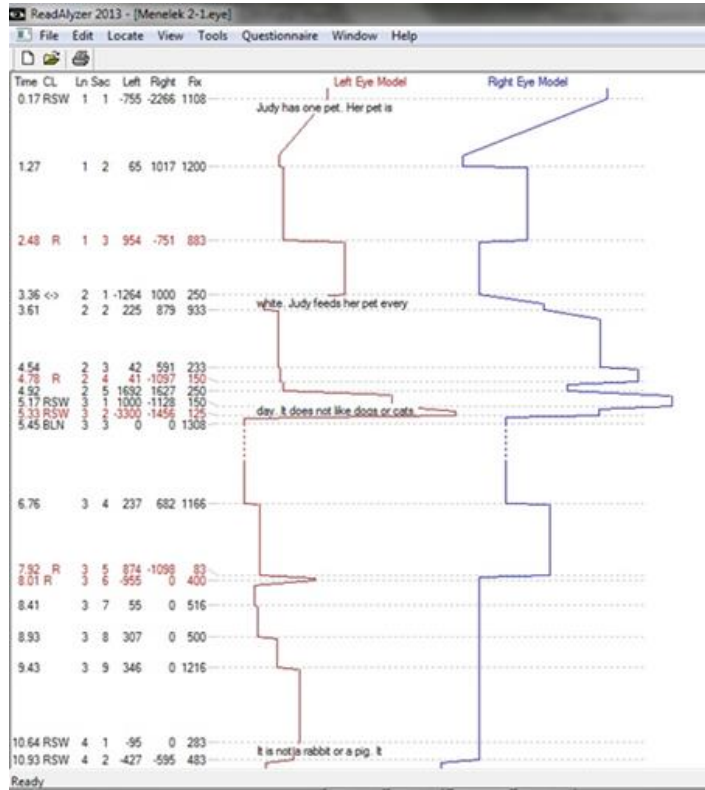 ReadAlyzer 2013 - [Menelek 2-1.eye]
File Edit Locate View Tools Questionnaire Window Help
Time CL Ln Sac Left Right Fix Left Eye Model Right Eye Model
0.17 RSW 1 1 -755 -2266 1108
Judy has one pet. Her pet is
1.27 1 2 65 1017 1200
2.48 R 1 3 954 -751 883
3.36 <-> 2 1 -1264 1000 250
white. Judy feeds her pet every
3.61 2 2 225 879 933
4.54 2 3 42 591 233
4.78 R 2 4 41 -1097 150
4.92 2 5 1692 1627 250
5.17 RSW 3 1 1000 -1128 150
day. It does not like dogs or cats.
5.33 RSW 3 2 -3300 -1456 125
5.45 BLN 3 3 0 0 1308
6.76 3 4 237 682 1166
7.92 R 3 5 874 -1098 83
8.01 R 3 6 -955 0 400
8.41 3 7 55 0 516
8.93 3 8 307 0 500
9.43 3 9 346 0 1216
10.64 RSW 4 1 -95 0 283
It is not a rabbit or a pig. It
10.93 RSW 4 2 -427 -595 483
Ready